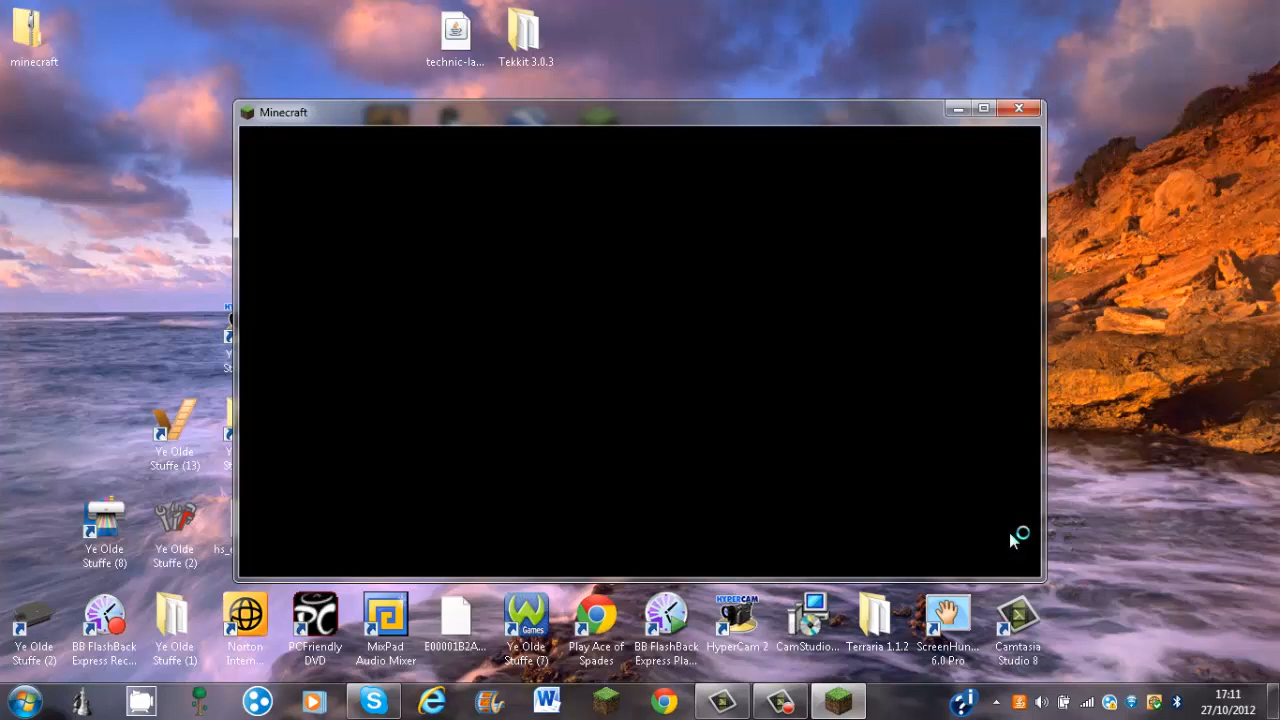 minecraft
technic-la...
Tekkit 3.0.3
Minecraft
Ye Olde
Stuffe (13)
Ye Olde
Stuffe (8)
Ye Olde
Stuffe (2)
Ye Olde
Stuffe (2)
BB FlashBack
Express Rec...
Ye Olde
Stuffe (1)
Norton
Intern...
PCFriendly
DVD
MixPad
Audio Mixer
E00001B2A...
Games
Ye Olde
Stuffe (7)
Play Ace of
Spades
BB FlashBack
Express Pla...
HYPERCAM
HyperCam 2
CamStudio...
Terraria 1.1.2
ScreenHun...
6.0 Pro
Camtasia
Studio 8
17:11
27/10/2012